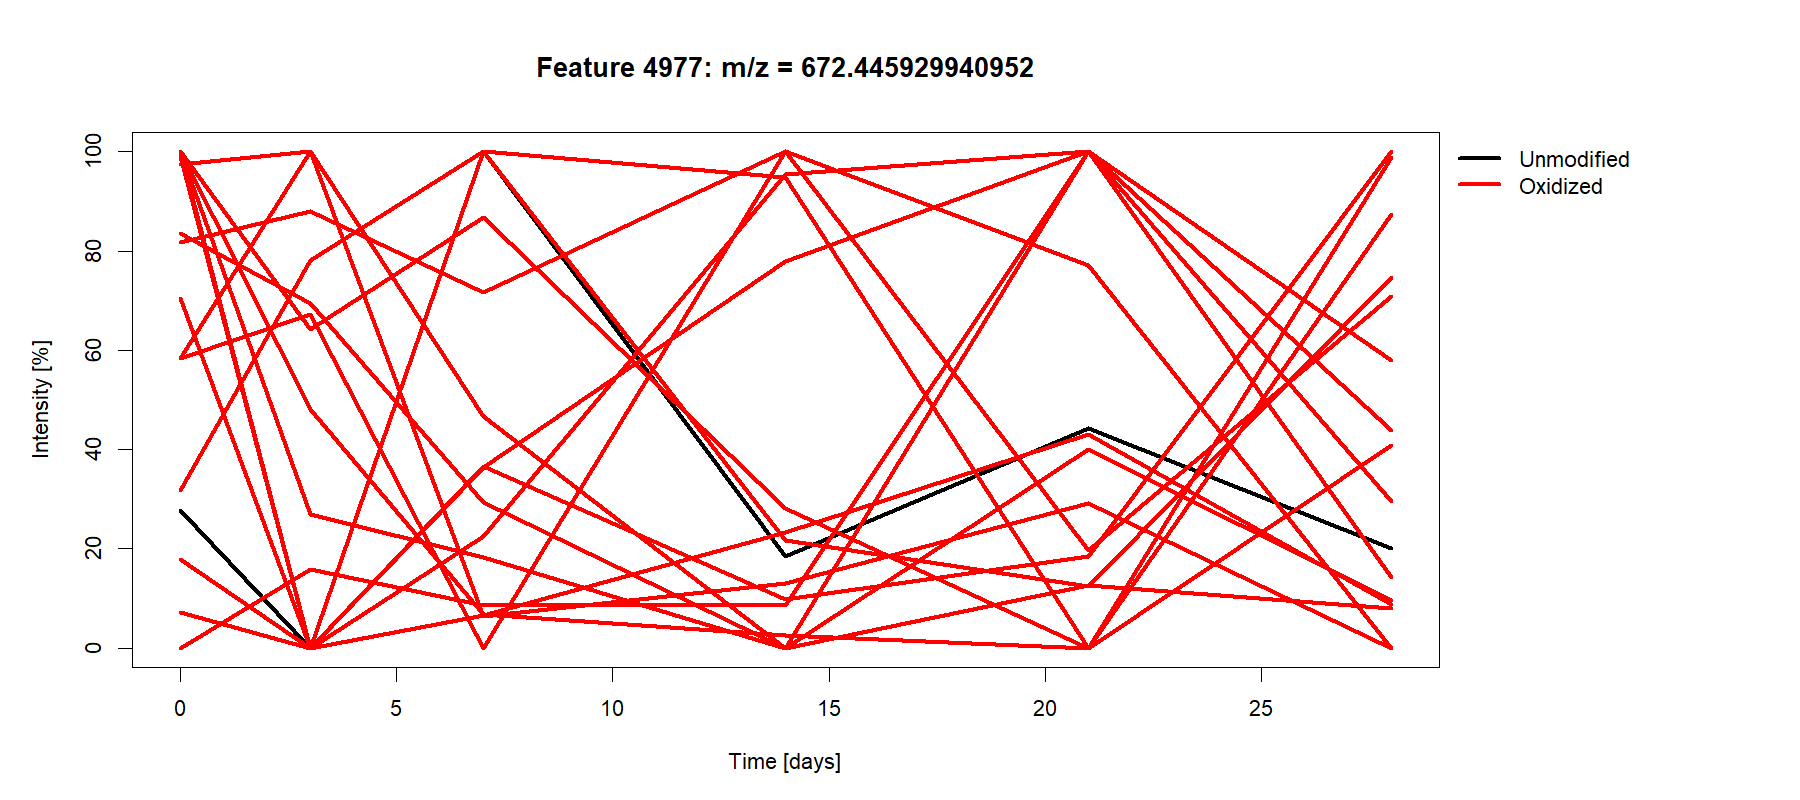 Feature 4977: m/z = 672.445929940952
Unmodified
Oxidized
Intensity [%]
100
80
60
40
20
0
0 5 10 15 20 25
Time [days]